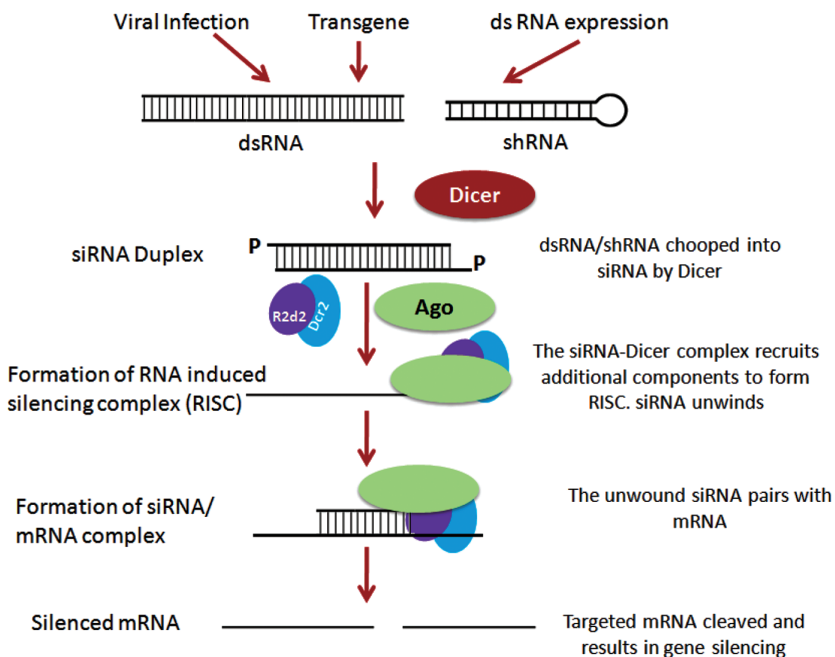 Viral Infection
Transgene
ds RNA expression
dsRNA
shRNA
Dicer
siRNA Duplex
P
P
dsRNA/shRNA chooped into
siRNA by Dicer
R2d2
Dcr2
Ago
Formation of RNA induced
silencing complex (RISC)
The siRNA-Dicer complex recruits
additional components to form
RISC. siRNA unwinds
Formation of siRNA/
mRNA complex
The unwound siRNA pairs with
mRNA
Silenced mRNA
Targeted mRNA cleaved and
results in gene silencing